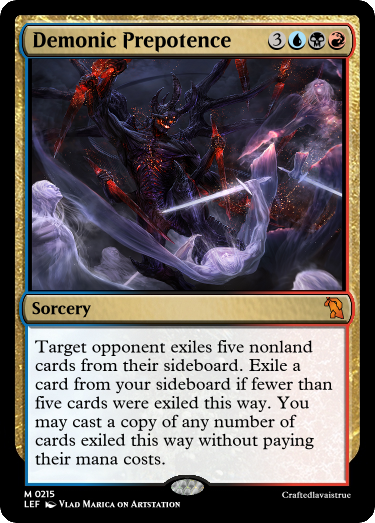 Demonic Prepotence 3
Sorcery
Target opponent exiles five nonland
cards from their sideboard. Exile a
card from your sideboard if fewer than
five cards were exiled this way. You
may cast a copy of any number of
cards exiled this way without paying
their mana costs.
M 0215
LEF Vlad Marica on Artstation
Craftedlavaistrue